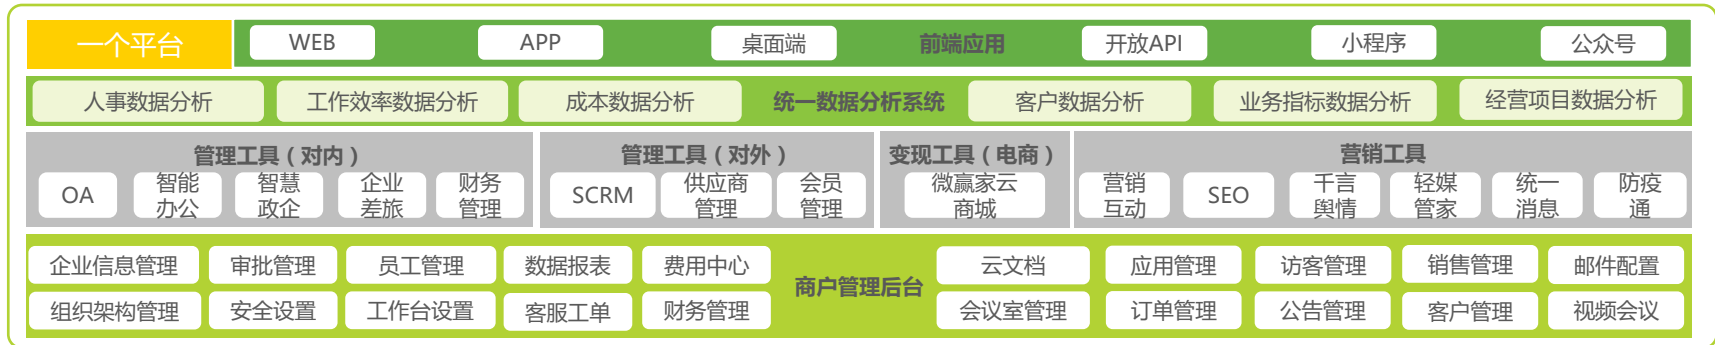 一个平台
WEB
APP
桌面端
前端应用
开放API
小程序
公众号
人事数据分析
工作效率数据分析
成本数据分析
统一数据分析系统
客户数据分析
业务指标数据分析
经营项目数据分析
管理工具（对内）
OA
智能
办公
智慧
政企
企业
差旅
财务
管理
管理工具（对外）
SCRM
供应商
管理
会员
管理
变现工具（电商）
微赢家云
商城
营销工具
营销
互动
SEO
千言
舆情
轻媒
管家
统一
消息
防疫
通
企业信息管理
审批管理
员工管理
数据报表
费用中心
组织架构管理
安全设置
工作台设置
客服工单
财务管理
商户管理后台
云文档
应用管理
访客管理
销售管理
邮件配置
会议室管理
订单管理
公告管理
客户管理
视频会议